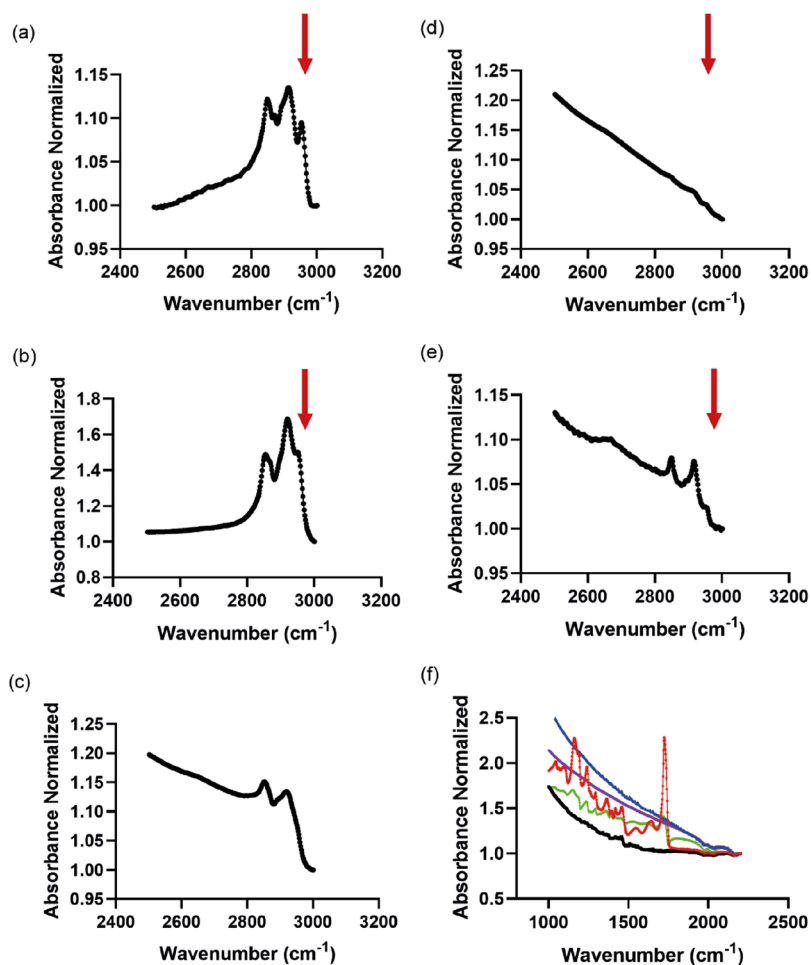 (a)
Absorbance Normalized
1.15
1.10
1.05
1.00
0.95
2400 2600 2800 3000 3200
Wavenumber (cm-1)
(b)
Absorbance Normalized
1.8
1.6
1.4
1.2
1.0
0.8
2400 2600 2800 3000 3200
Wavenumber (cm-1)
(c)
Absorbance Normalized
1.25
1.20
1.15
1.10
1.05
1.00
0.95
2400 2600 2800 3000 3200
Wavenumber (cm-1)
(d)
Absorbance Normalized
1.25
1.20
1.15
1.10
1.05
1.00
0.95
2400 2600 2800 3000 3200
Wavenumber (cm-1)
(e)
Absorbance Normalized
1.15
1.10
1.05
1.00
0.95
2400 2600 2800 3000 3200
Wavenumber (cm-1)
(f)
Absorbance Normalized
2.5
2.0
1.5
1.0
0.5
1000 1500 2000 2500
Wavenumber (cm-1)